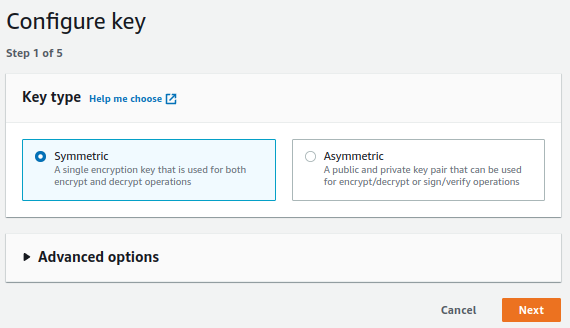 Configure key
Step 1 of 5
Key type Help me choose
Symmetric
A single encryption key that is used for both
encrypt and decrypt operations
Asymmetric
A public and private key pair that can be used
for encrypt/decrypt or sign/verify operations
Advanced options
Cancel Next